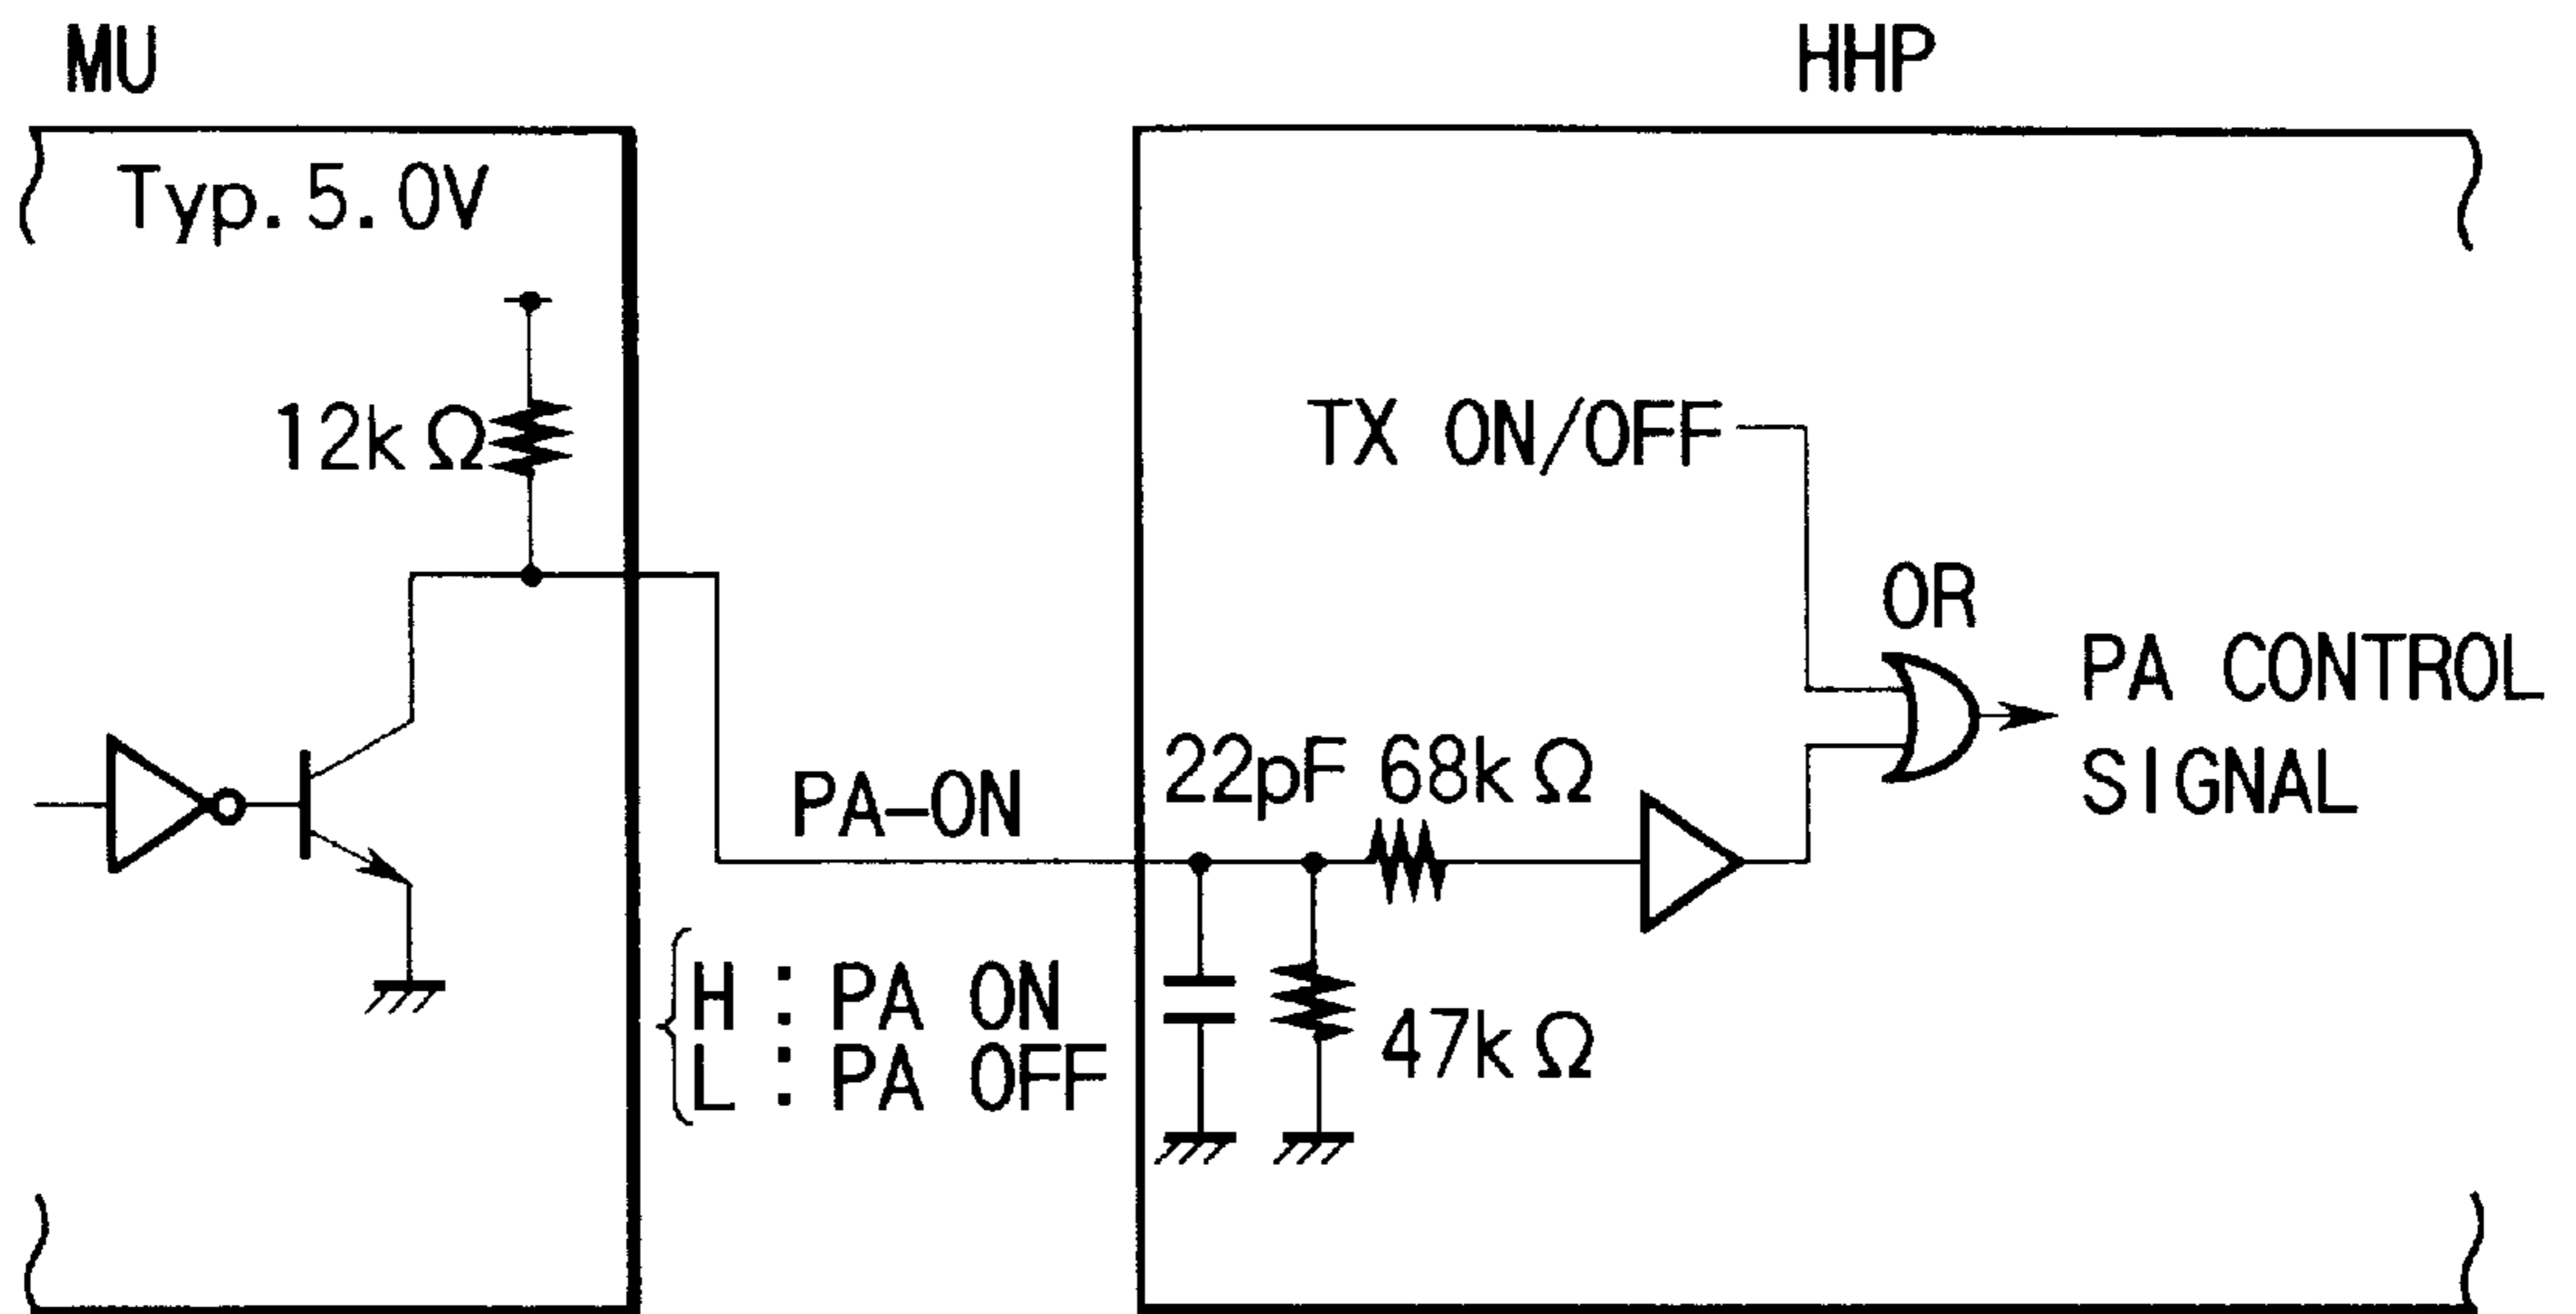 MU
HHP
Typ. 5.0V
12k Ω
TX ON/OFF
OR
PA CONTROL
SIGNAL
22pF 68k Ω
PA-ON
H : PA ON
L : PA OFF
47k Ω